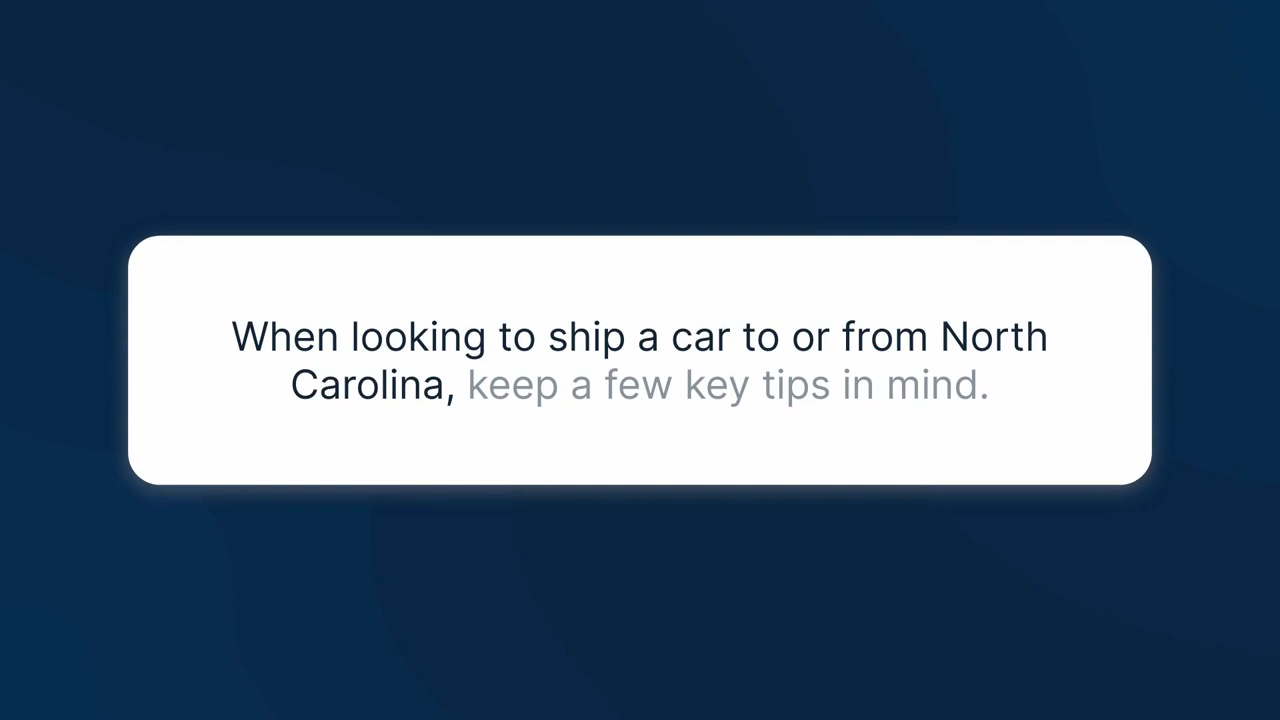 When looking to ship a car to or from North
Carolina, keep a few key tips in mind.